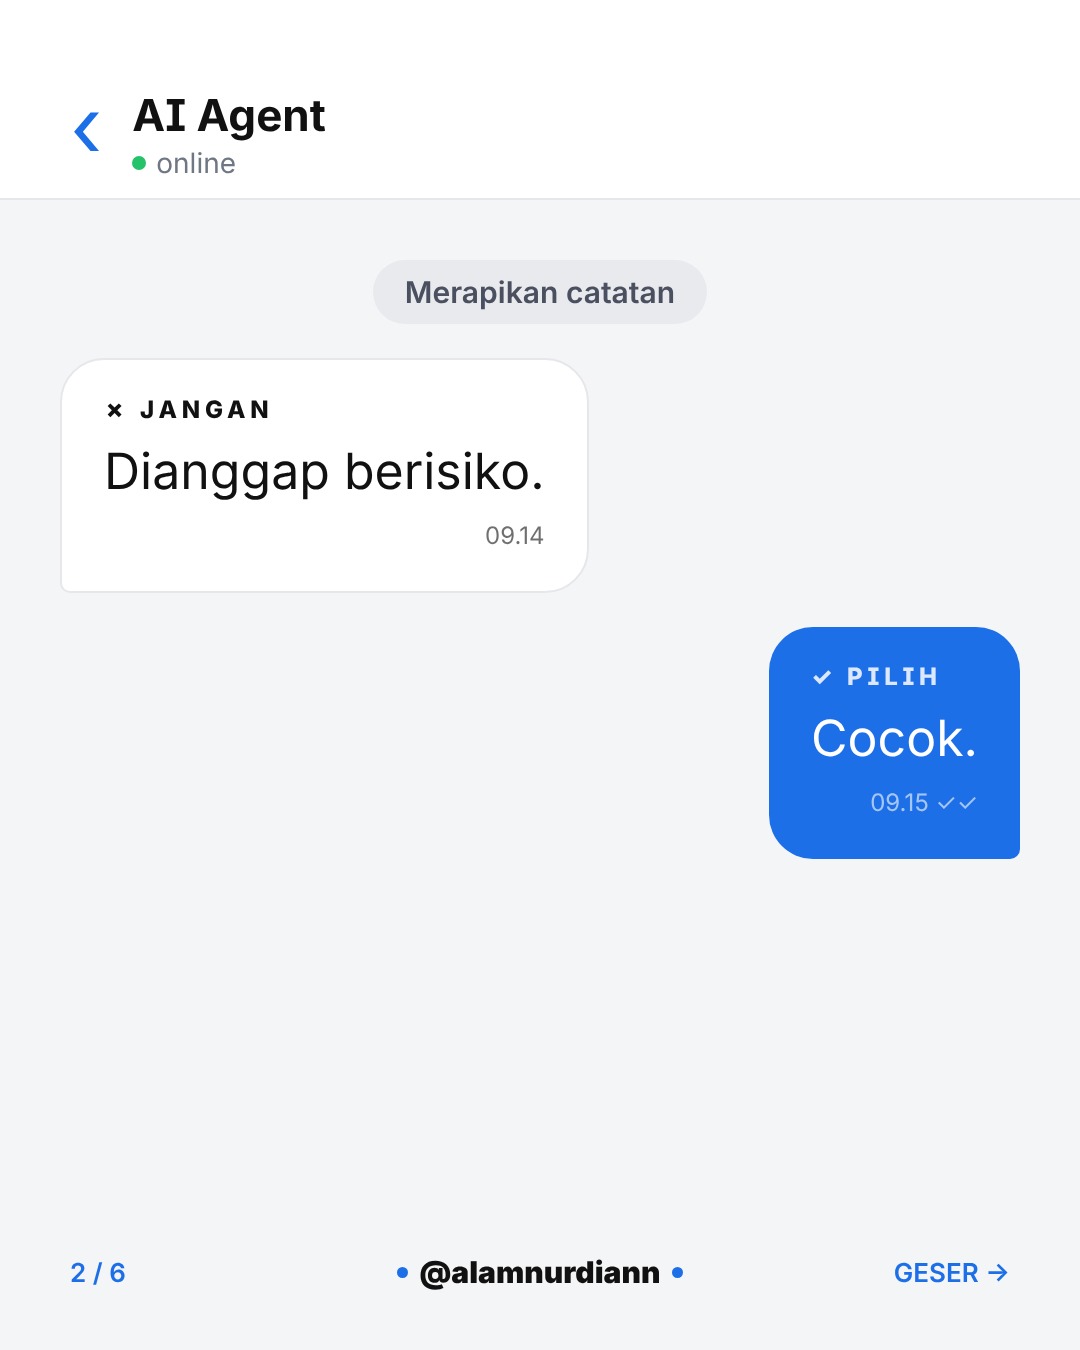 AI Agent
online
Merapikan catatan
× JANGAN
Dianggap berisiko.
09.14
✓ PILIH
Cocok.
09.15 ✓✓
2 / 6
• @alamnurdiann •
GESER →